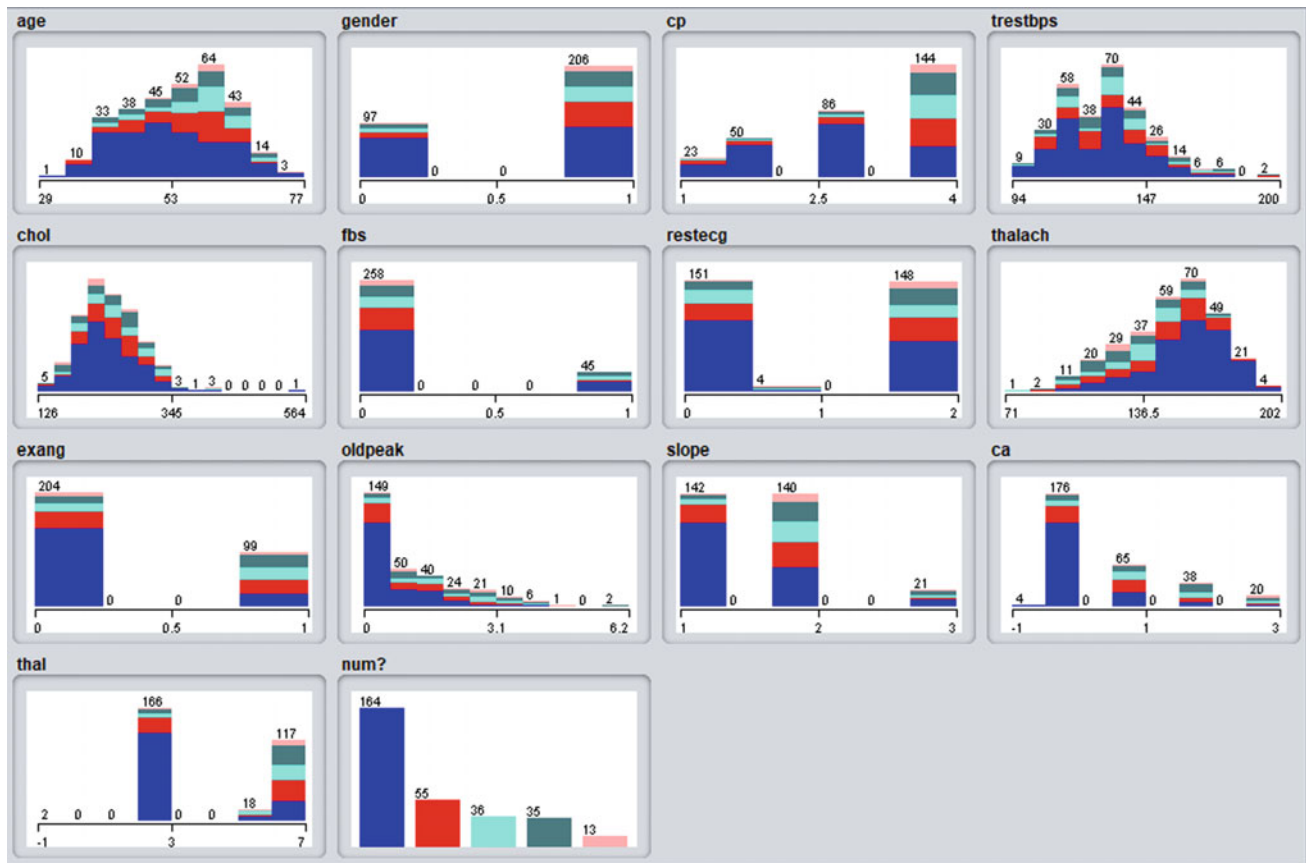 age gender cp trestbps
64
52
45
43
38
33
14
10
3
1
29 53 77
206
97
0 0
0 0.5 1
144
86
50
23
0 0
1 2.5 4
70
58
44
38
30
26
14
9
6 6
0 2
94 147 200
chol fbs restecg thalach
5
3 1 3 0 0 0 0 1
126 345 564
258
45
0 0 0
0 0.5 1
151 148
4 0
0 1 2
70
59
49
37
29
20 21
11
1 2 4
71 136.5 202
exang oldpeak slope ca
204
99
0 0
0 0.5 1
149
50 40
24 21
10 6 1 0 2
0 3.1 6.2
142 140
21
0 0 0
1 2 3
176
65
38
20
4 0 0 0
-1 1 3
thal num?
166
117
18
2 0 0 0 0
-1 3 7
164
55
36 35
13